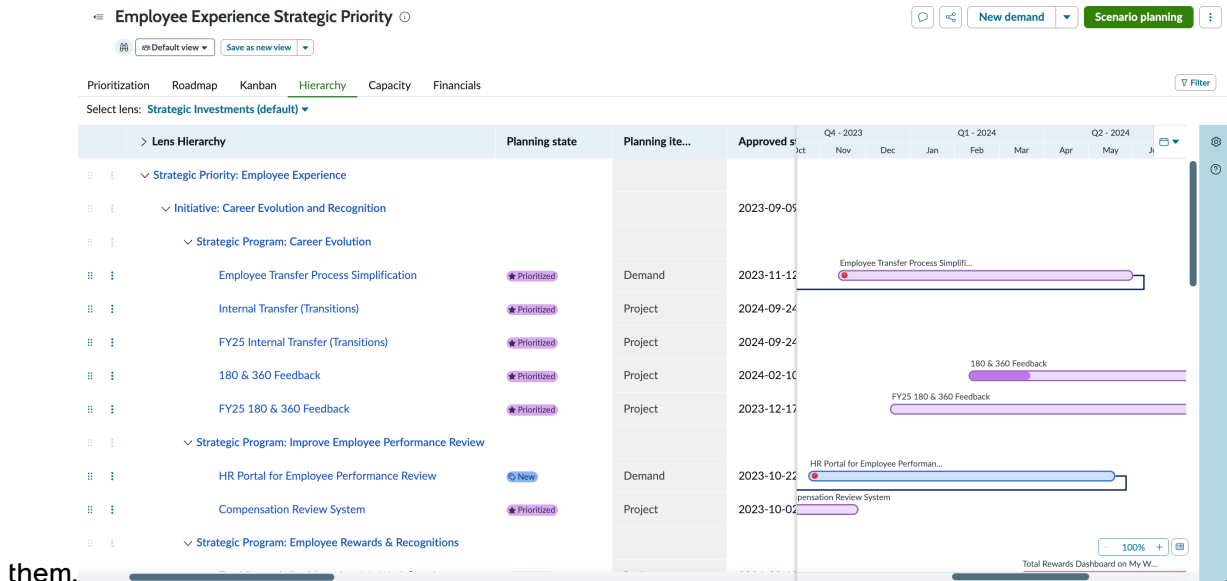 Employee Experience Strategic Priority
New demand
Scenario planning
Default view
Save as new view
Prioritization Roadmap Kanban Hierarchy Capacity Financials
Filter
Select lens: Strategic Investments (default)
Lens Hierarchy Planning state Planning ite... Approved s
Q4 - 2023 Q1 - 2024 Q2 - 2024
Nov Dec Jan Feb Mar Apr May
Strategic Priority: Employee Experience
Initiative: Career Evolution and Recognition 2023-09-09
Strategic Program: Career Evolution
Employee Transfer Process Simplifi...
Employee Transfer Process Simplification Prioritized Demand 2023-11-12
Internal Transfer (Transitions) Prioritized Project 2024-09-24
FY25 Internal Transfer (Transitions) Prioritized Project 2024-09-24
180 & 360 Feedback
180 & 360 Feedback Prioritized Project 2024-02-10
FY25 180 & 360 Feedback
FY25 180 & 360 Feedback Prioritized Project 2023-12-17
Strategic Program: Improve Employee Performance Review
HR Portal for Employee Performan...
HR Portal for Employee Performance Review New Demand 2023-10-22
pensation Review System
Compensation Review System Prioritized Project 2023-10-02
Strategic Program: Employee Rewards & Recognitions
100%
Total Rewards Dashboard on My W...
them.